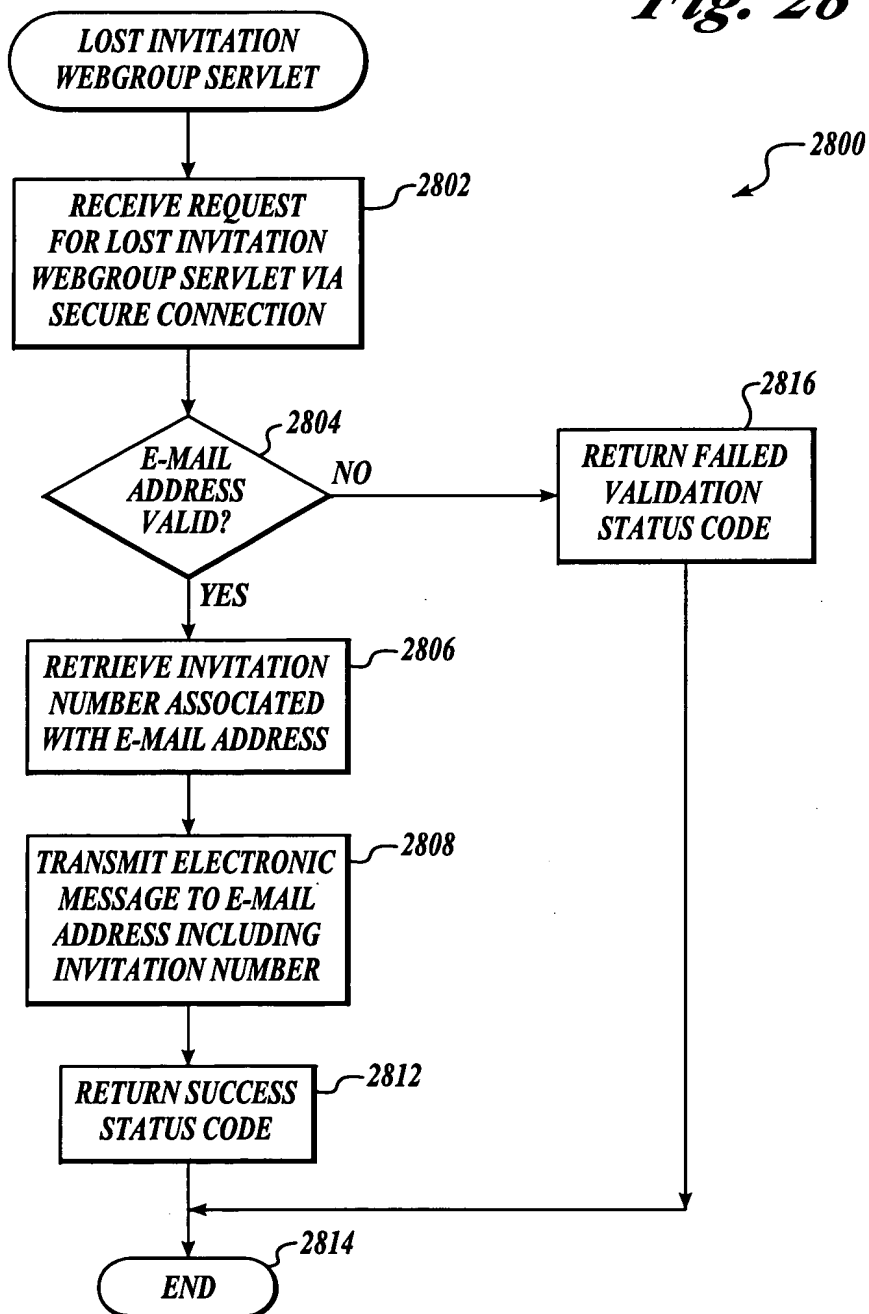 Fig. 28
LOST INVITATION
WEBGROUP SERVLET
2800
2802
RECEIVE REQUEST
FOR LOST INVITATION
WEBGROUP SERVLET VIA
SECURE CONNECTION
2804
E-MAIL
ADDRESS
VALID?
NO
2816
RETURN FAILED
VALIDATION
STATUS CODE
YES
2806
RETRIEVE INVITATION
NUMBER ASSOCIATED
WITH E-MAIL ADDRESS
2808
TRANSMIT ELECTRONIC
MESSAGE TO E-MAIL
ADDRESS INCLUDING
INVITATION NUMBER
2812
RETURN SUCCESS
STATUS CODE
2814
END